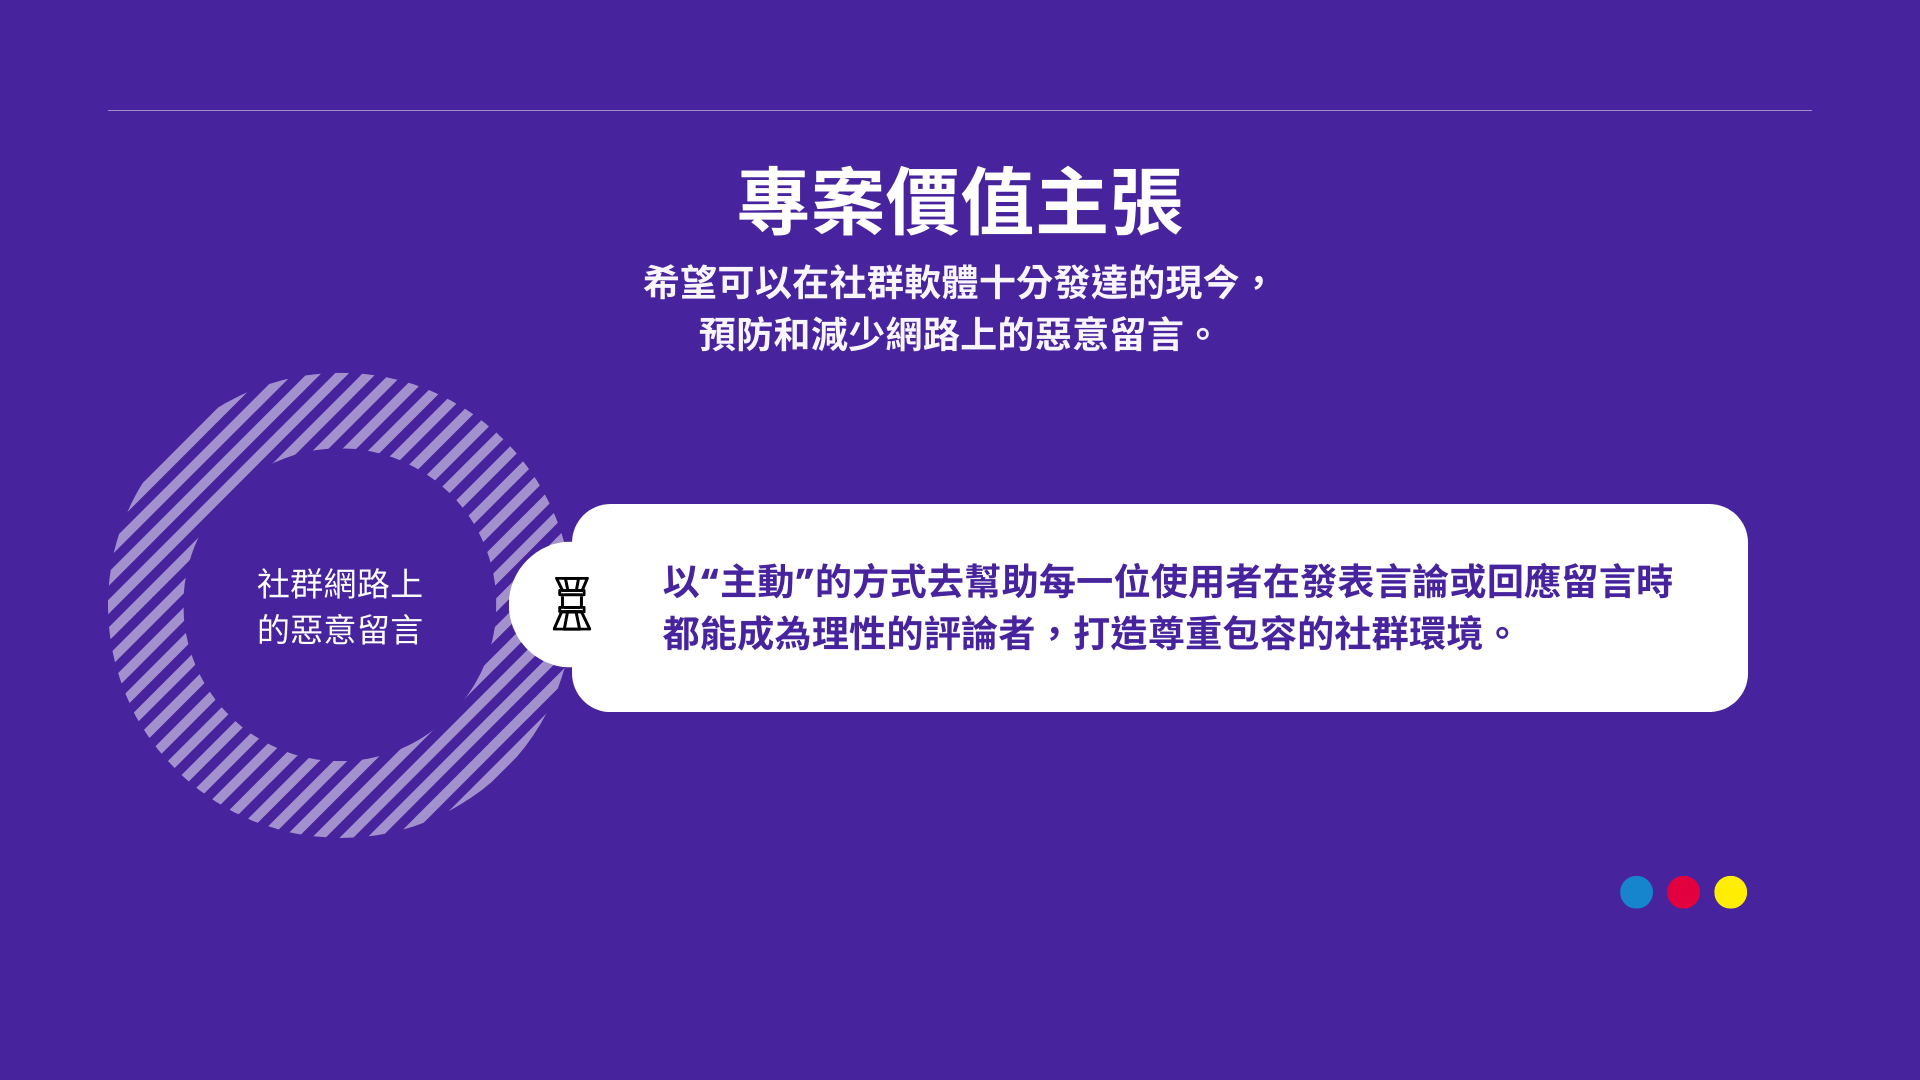 專案價值主張
希望可以在社群軟體十分發達的現今，
預防和減少網路上的惡意留言。
社群網路上
的惡意留言
以“主動”的方式去幫助每一位使用者在發表言論或回應留言時
都能成為理性的評論者，打造尊重包容的社群環境。